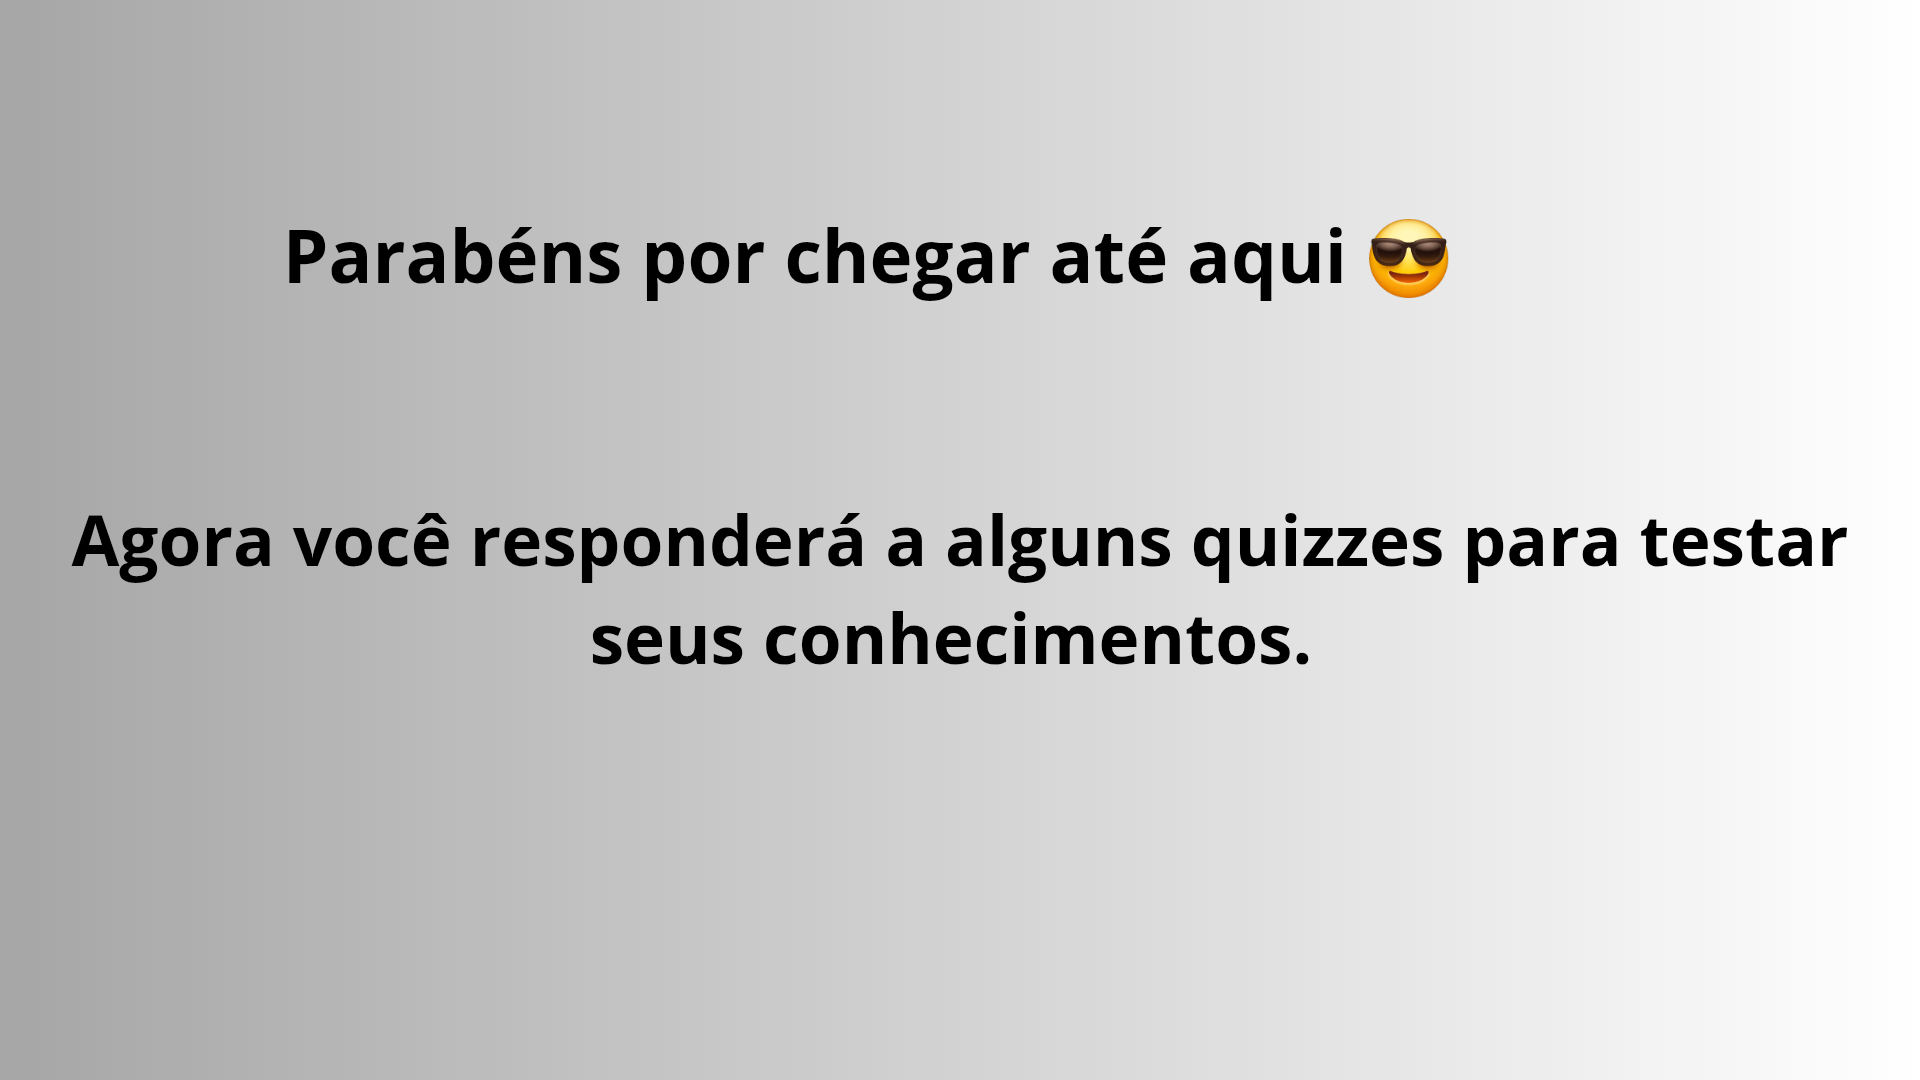 Parabéns por chegar até aqui 😎
Agora você responderá a alguns quizzes para testar
seus conhecimentos.